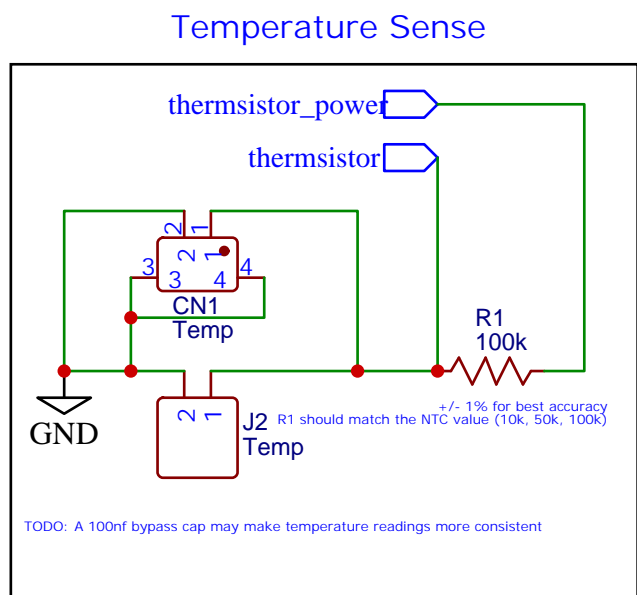 Temperature Sense
thermsistor_power
thermsistor
2 1
2 1
3 3 4 4
CN1
Temp
R1
100k
+/- 1% for best accuracy
R1 should match the NTC value (10k, 50k, 100k)
GND
2 1
J2
Temp
TODO: A 100nf bypass cap may make temperature readings more consistent